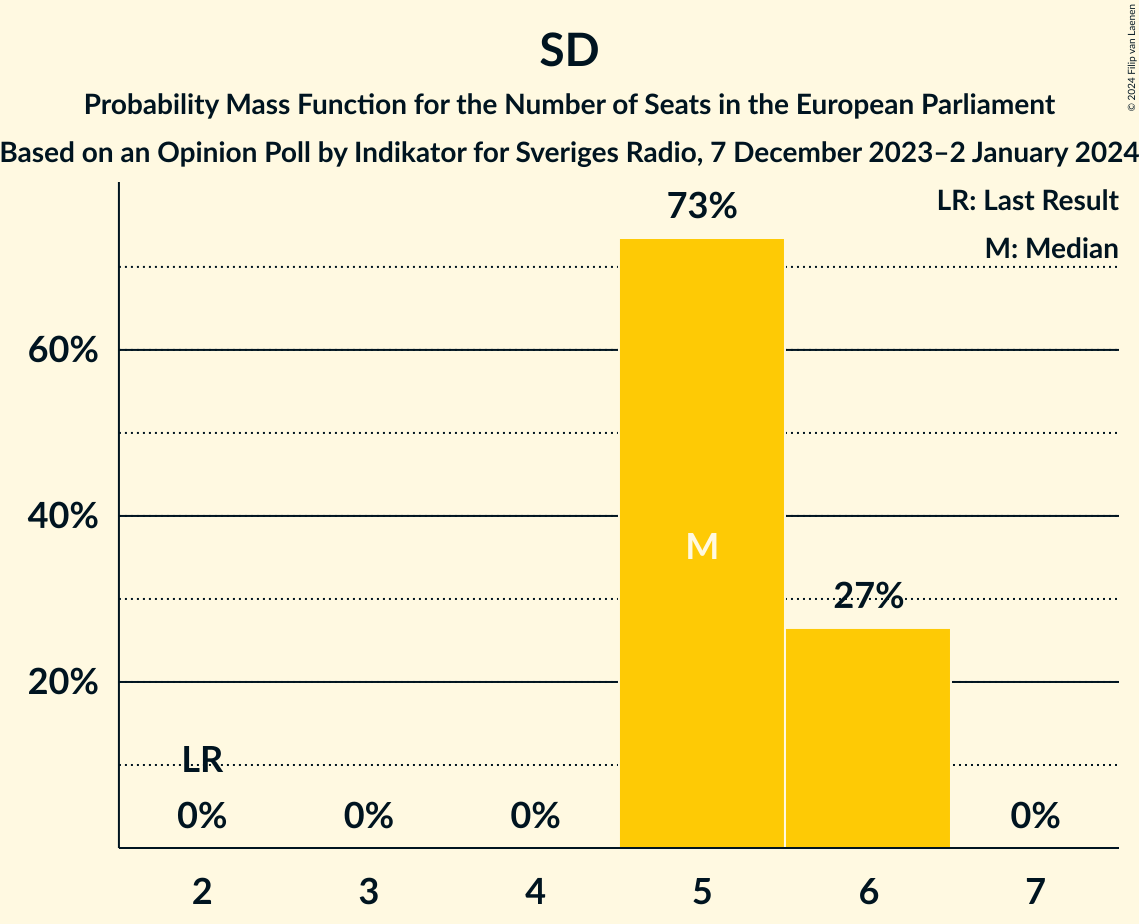 SD
Probability Mass Function for the Number of Seats in the European Parliament
Based on an Opinion Poll by Indikator for Sveriges Radio, 7 December 2023–2 January 2024
© 2024 Filip van Laenen
LR: Last Result
M: Median
73%
60%
40%
M
27%
20%
LR
0% 0% 0% 0%
2 3 4 5 6 7